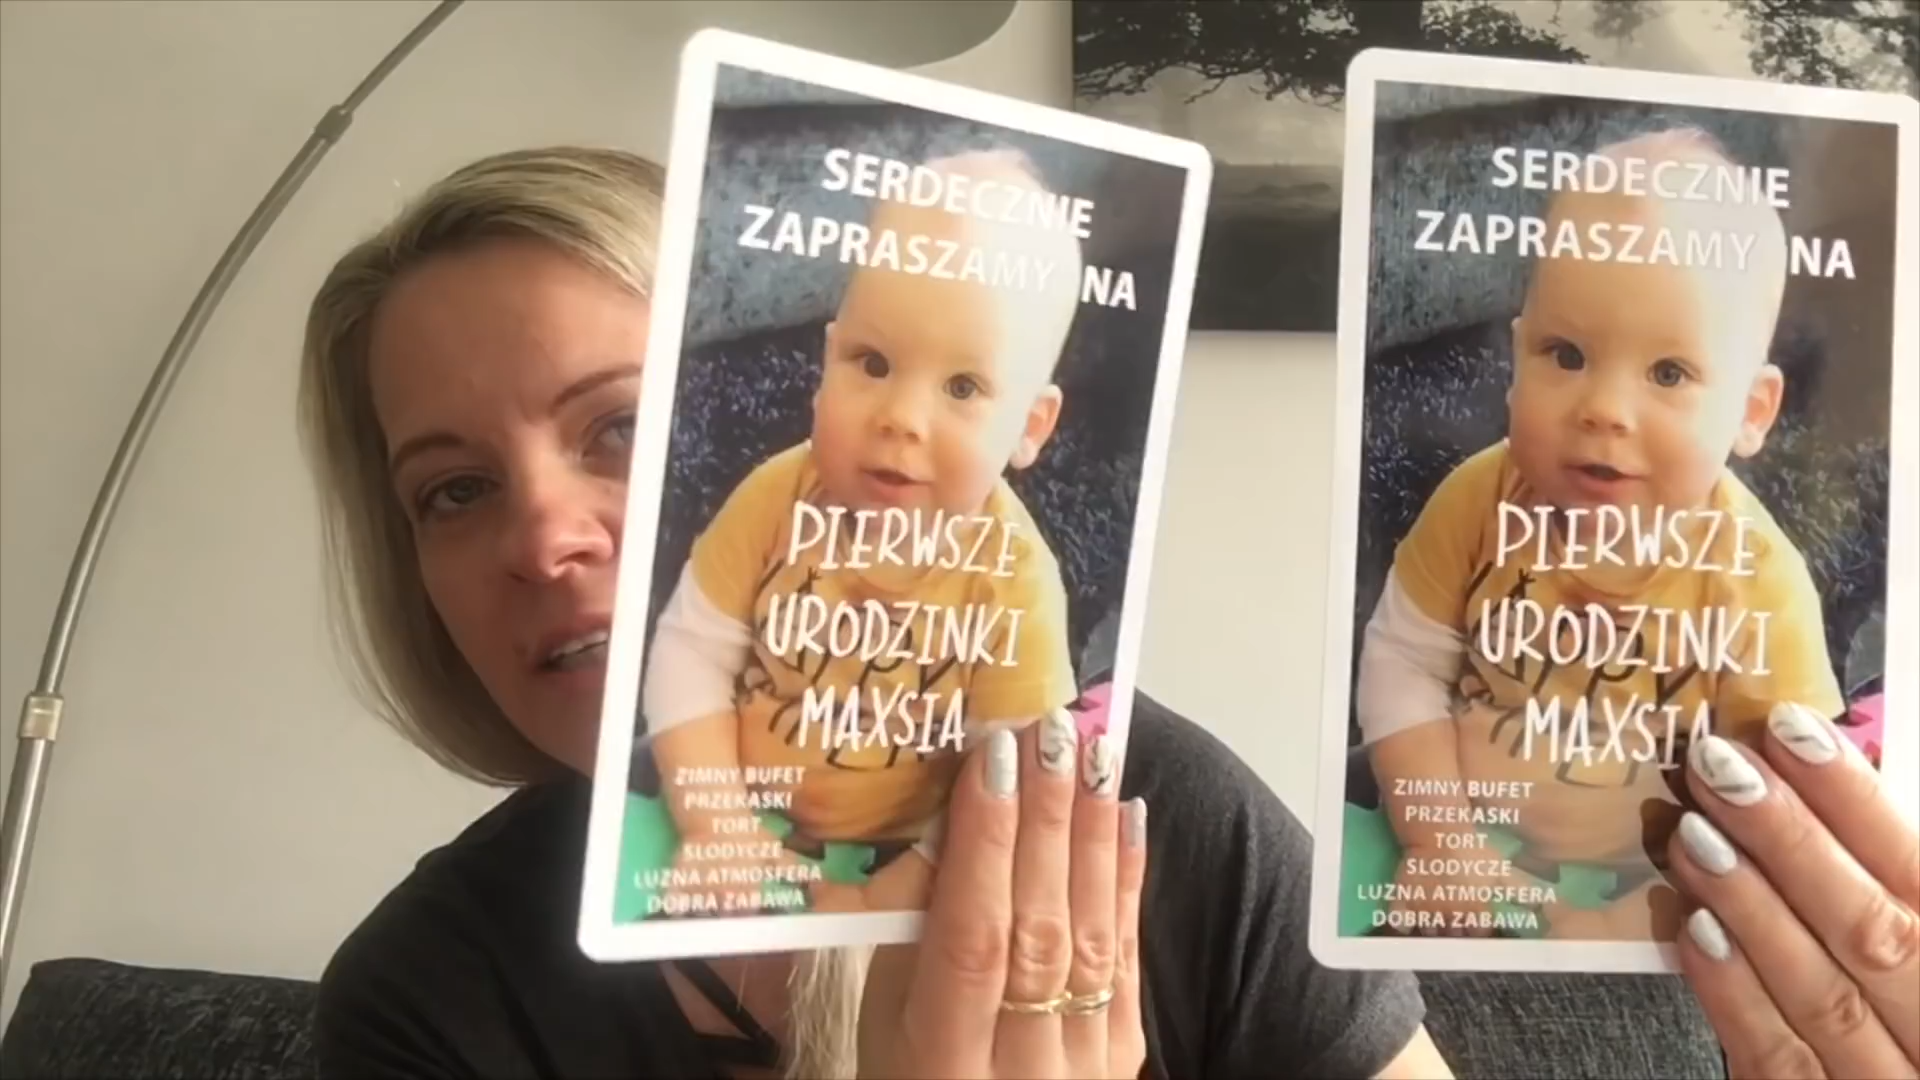 SERDECZNIE
ZAPRASZAMY NA
PIERWSZE
URODZINKI
MAXSIA
ZIMNY BUFET
PRZEKASKI
TORT
SLODYCZE
LUZNA ATMOSFERA
DOBRA ZABAWA
SERDECZNIE
ZAPRASZAMY NA
PIERWSZE
URODZINKI
MAXSIA
ZIMNY BUFET
PRZEKASKI
TORT
SLODYCZE
LUZNA ATMOSFERA
DOBRA ZABAWA